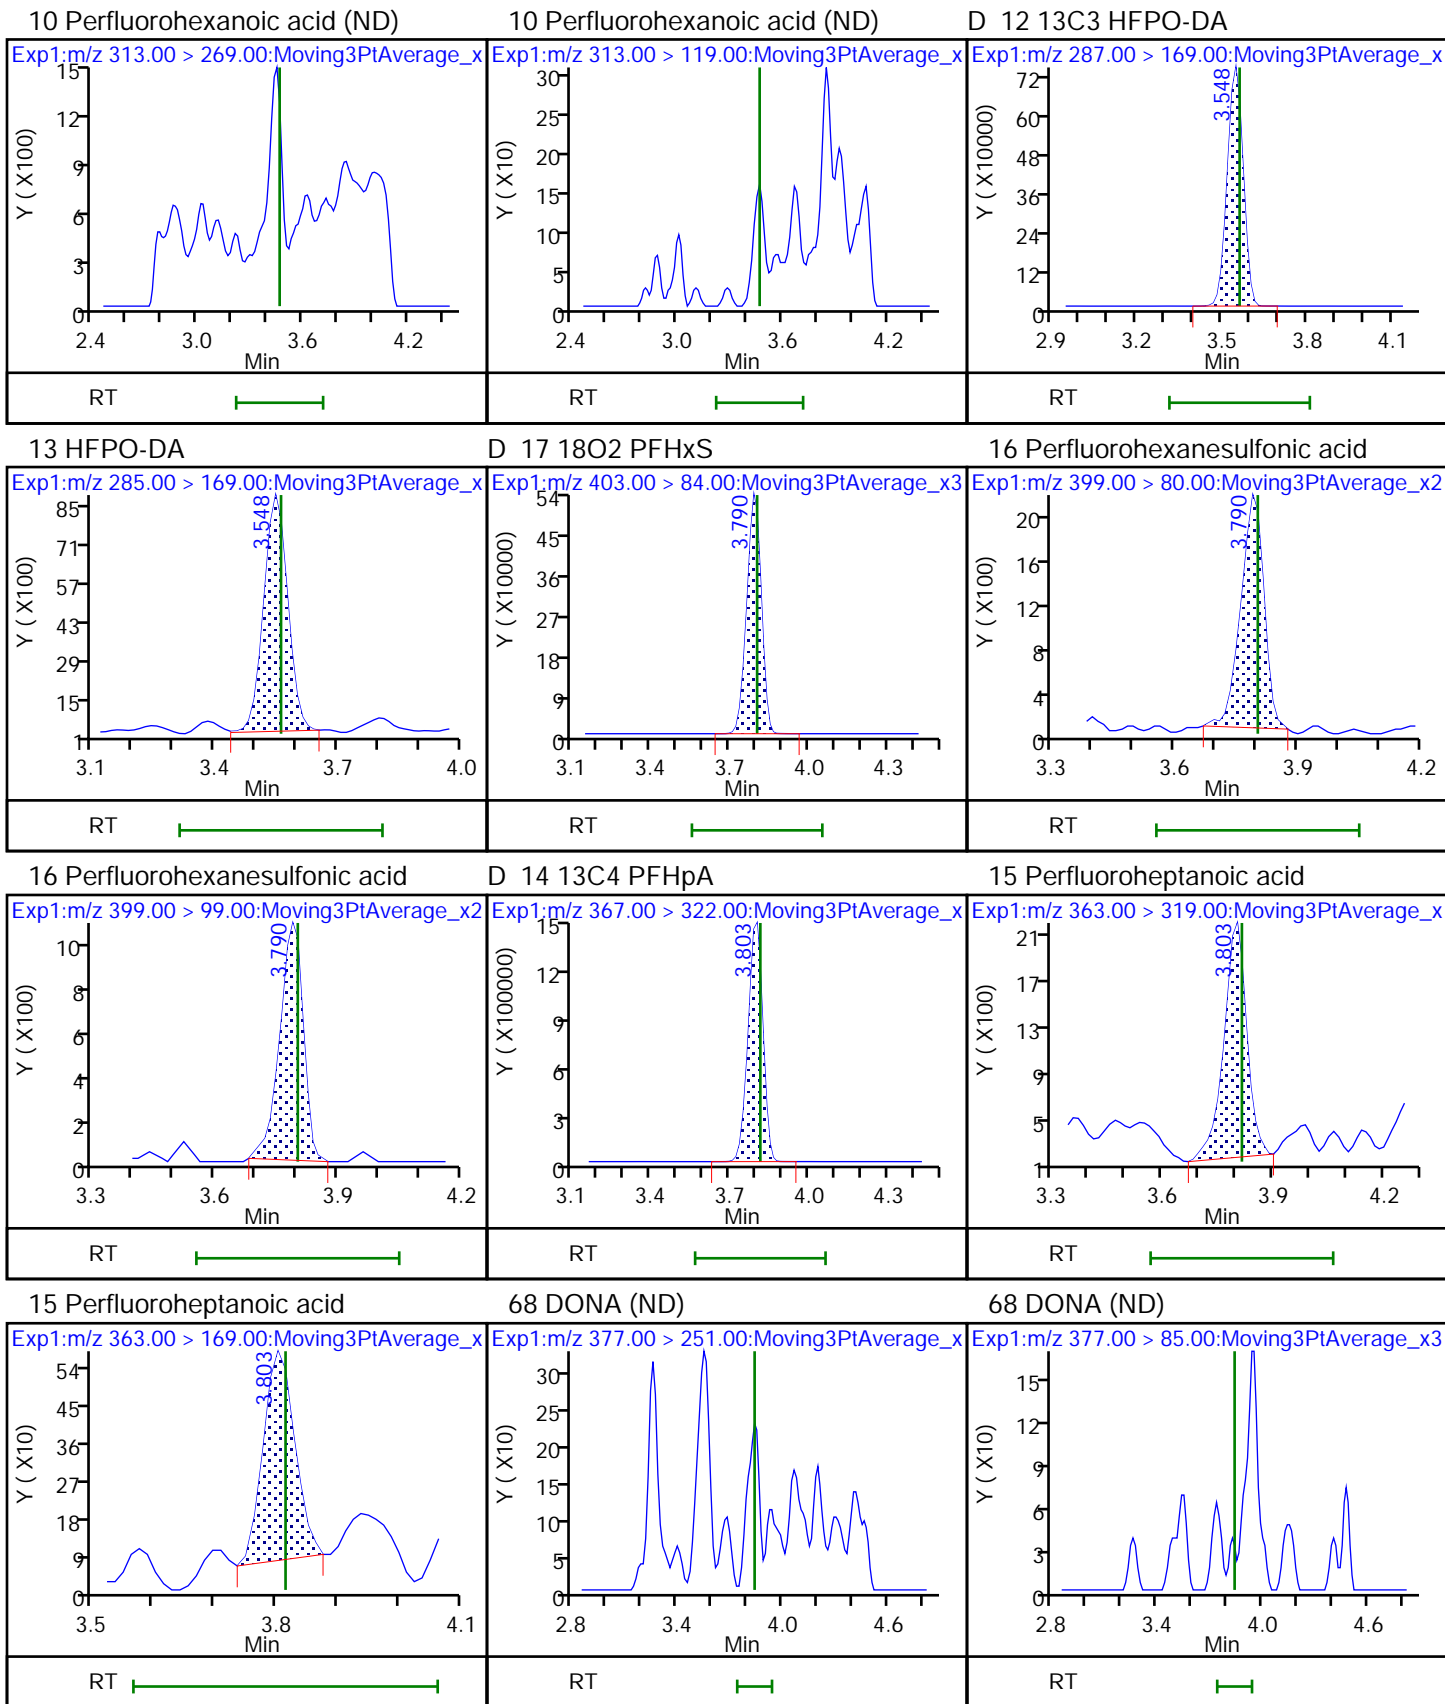 10 Perfluorohexanoic acid (ND)
Exp1:m/z 313.00 > 269.00:Moving3PtAverage_x
Y ( X100)
15
12
9
6
3
0
2.4 3.0 3.6 4.2
Min
RT
10 Perfluorohexanoic acid (ND)
Exp1:m/z 313.00 > 119.00:Moving3PtAverage_x
Y ( X10)
30
25
20
15
10
5
0
2.4 3.0 3.6 4.2
Min
RT
D 12 13C3 HFPO-DA
Exp1:m/z 287.00 > 169.00:Moving3PtAverage_x
3.548
Y ( X10000)
72
60
48
36
24
12
0
2.9 3.2 3.5 3.8 4.1
Min
RT
13 HFPO-DA
Exp1:m/z 285.00 > 169.00:Moving3PtAverage_x
3.548
Y ( X100)
85
71
57
43
29
15
1
3.1 3.4 3.7 4.0
Min
RT
D 17 18O2 PFHxS
Exp1:m/z 403.00 > 84.00:Moving3PtAverage_x3
3.790
Y ( X10000)
54
45
36
27
18
9
0
3.1 3.4 3.7 4.0 4.3
Min
RT
16 Perfluorohexanesulfonic acid
Exp1:m/z 399.00 > 80.00:Moving3PtAverage_x2
3.790
Y ( X100)
20
16
12
8
4
0
3.3 3.6 3.9 4.2
Min
RT
16 Perfluorohexanesulfonic acid
Exp1:m/z 399.00 > 99.00:Moving3PtAverage_x2
3.790
Y ( X100)
10
8
6
4
2
0
3.3 3.6 3.9 4.2
Min
RT
D 14 13C4 PFHpA
Exp1:m/z 367.00 > 322.00:Moving3PtAverage_x
3.803
Y ( X100000)
15
12
9
6
3
0
3.1 3.4 3.7 4.0 4.3
Min
RT
15 Perfluoroheptanoic acid
Exp1:m/z 363.00 > 319.00:Moving3PtAverage_x
3.803
Y ( X100)
21
17
13
9
5
1
3.3 3.6 3.9 4.2
Min
RT
15 Perfluoroheptanoic acid
Exp1:m/z 363.00 > 169.00:Moving3PtAverage_x
3.803
Y ( X10)
54
45
36
27
18
9
0
3.5 3.8 4.1
Min
RT
68 DONA (ND)
Exp1:m/z 377.00 > 251.00:Moving3PtAverage_x
Y ( X10)
30
25
20
15
10
5
0
2.8 3.4 4.0 4.6
Min
RT
68 DONA (ND)
Exp1:m/z 377.00 > 85.00:Moving3PtAverage_x3
Y ( X10)
15
12
9
6
3
0
2.8 3.4 4.0 4.6
Min
RT